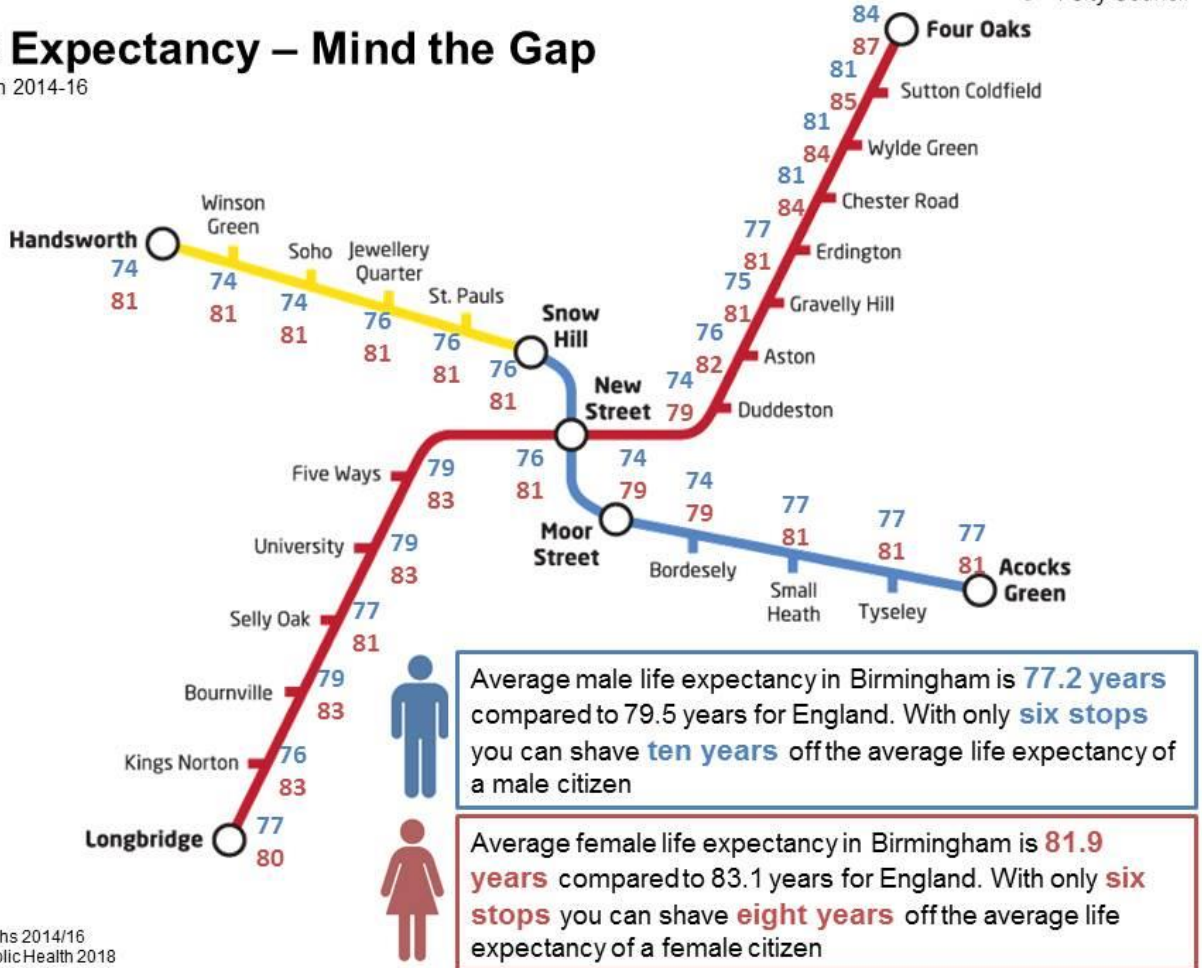 City Council
Expectancy – Mind the Gap
2014-16
84
87
Four Oaks
81
85
Sutton Coldfield
81
84
Wylde Green
81
84
Chester Road
77
81
Erdington
75
81
Gravelly Hill
76
82
Aston
74
79
Duddeston
Handsworth
74
81
Winson
Green
74
81
Soho
74
81
Jewellery
Quarter
76
81
St. Pauls
76
81
Snow
Hill
76
81
New
Street
76
81
74
79
Moor
Street
74
79
Bordesely
77
81
Small
Heath
77
81
Tyseley
77
81
Acocks
Green
Five Ways
79
83
University
79
83
Selly Oak
77
81
Bournville
79
83
Kings Norton
76
83
Longbridge
77
80
Average male life expectancy in Birmingham is 77.2 years
compared to 79.5 years for England. With only six stops
you can shave ten years off the average life expectancy of
a male citizen
Average female life expectancy in Birmingham is 81.9
years compared to 83.1 years for England. With only six
stops you can shave eight years off the average life
expectancy of a female citizen
2014/16
Health 2018